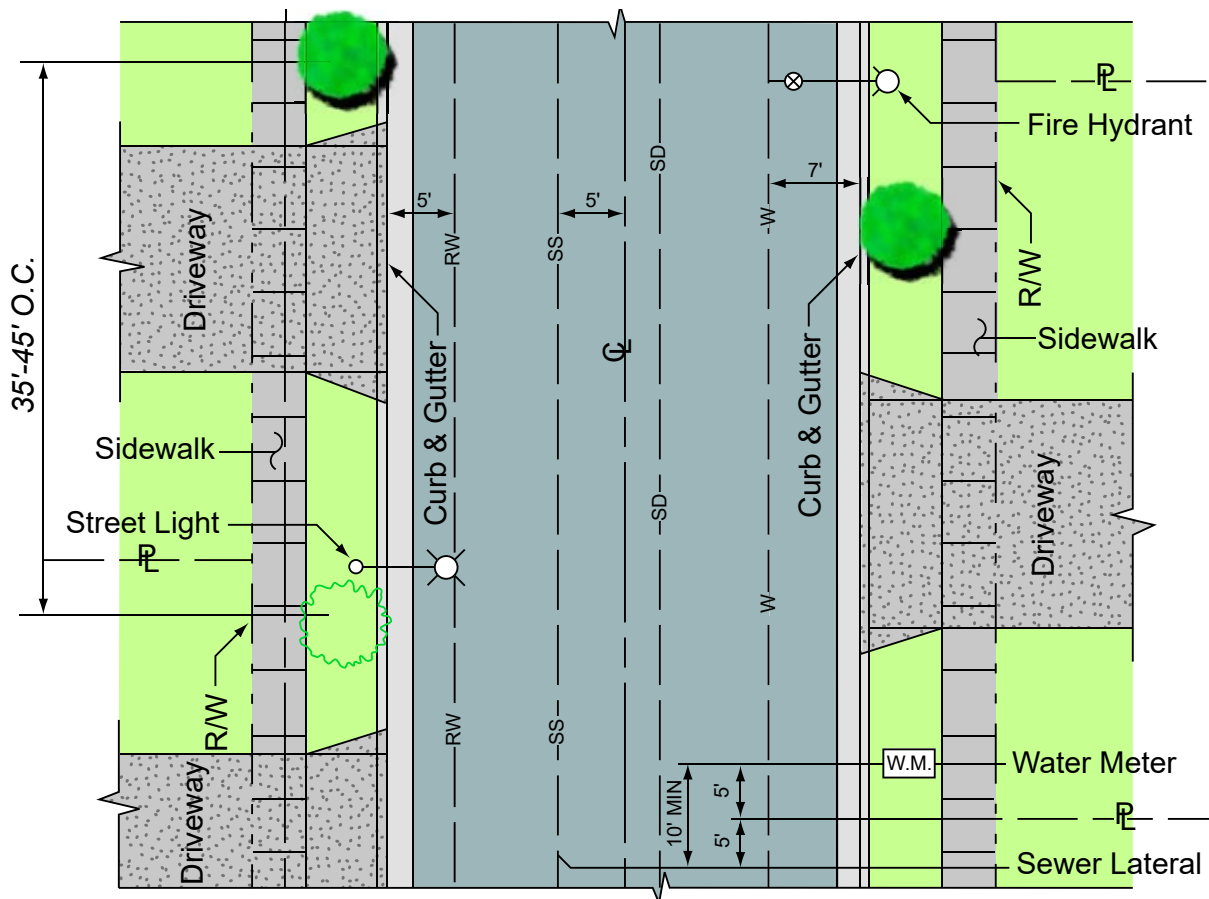 PL
Fire Hydrant
SD
5'
5'
7'
W
RW
SS
R/W
Driveway
35'-45' O.C.
CL
Curb & Gutter
Curb & Gutter
Sidewalk
Sidewalk
SD
Driveway
Street Light
PL
W
R/W
RW
SS
Driveway
W.M.
Water Meter
10' MIN
5'
5'
PL
Sewer Lateral